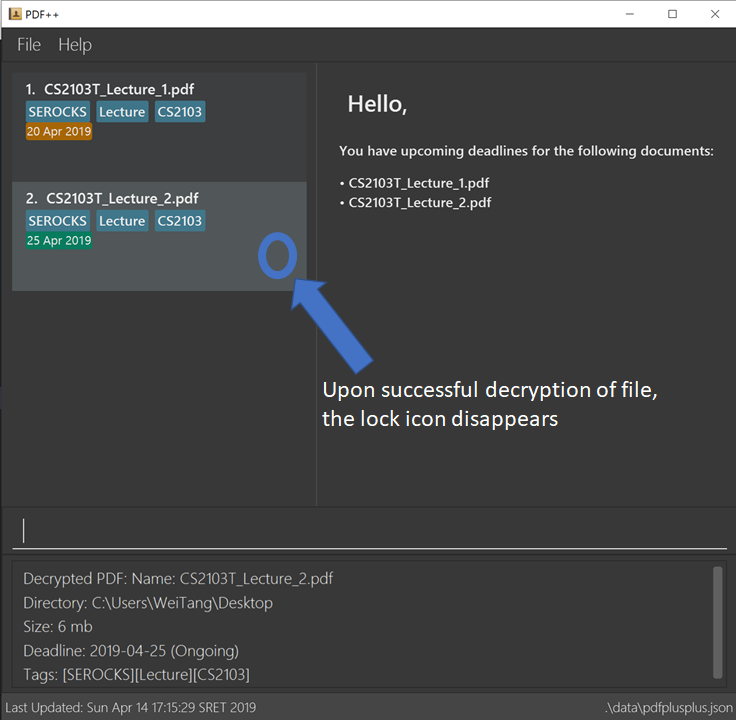 PDF++
File Help
1. CS2103T_Lecture_1.pdf
SEROCKS Lecture CS2103
20 Apr 2019
2. CS2103T_Lecture_2.pdf
SEROCKS Lecture CS2103
25 Apr 2019
Hello,
You have upcoming deadlines for the following documents:
• CS2103T_Lecture_1.pdf
• CS2103T_Lecture_2.pdf
Upon successful decryption of file,
the lock icon disappears
Decrypted PDF: Name: CS2103T_Lecture_2.pdf
Directory: C:\Users\WeiTang\Desktop
Size: 6 mb
Deadline: 2019-04-25 (Ongoing)
Tags: [SEROCKS][Lecture][CS2103]
Last Updated: Sun Apr 14 17:15:29 SRET 2019 .\data\pdfplusplus.json